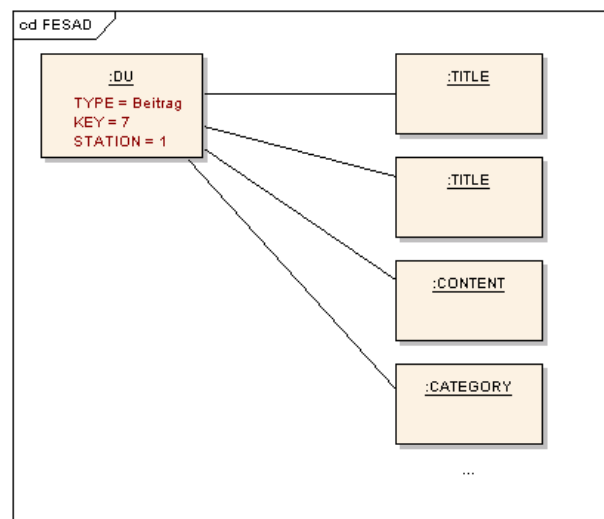 cd FESAD
:DU
TYPE = Beitrag
KEY = 7
STATION = 1
:TITLE
:TITLE
:CONTENT
:CATEGORY
...